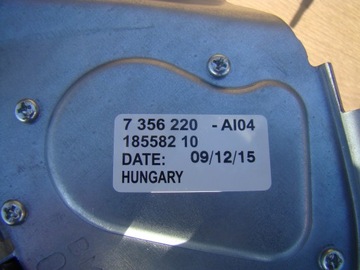 7 356 220 - AI04
185582 10
DATE: 09/12/15
HUNGARY